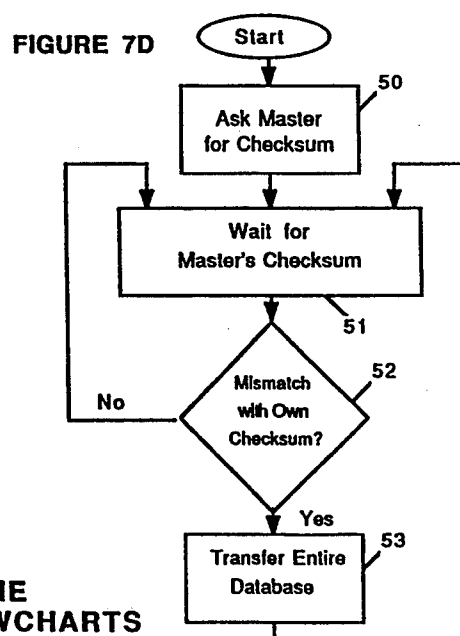 FIGURE 7D
Start
50
Ask Master
for Checksum
Wait for
Master's Checksum
51
Mismatch
with Own
Checksum?
52
No
Yes
53
Transfer Entire
Database